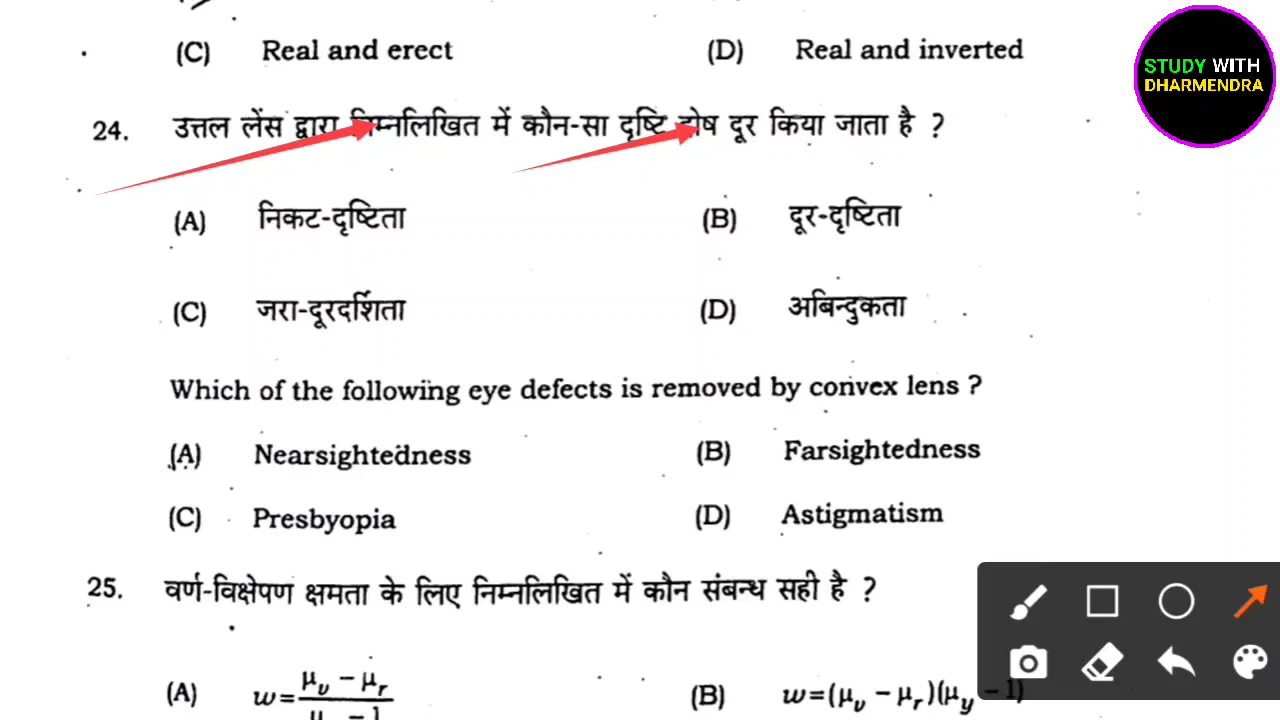 (C) Real and erect (D) Real and inverted
STUDY WITH
DHARMENDRA
24. उत्तल लेंस द्वारा निम्नलिखित में कौन-सा दृष्टि दोष दूर किया जाता है ?
(A) निकट-दृष्टिता (B) दूर-दृष्टिता
(C) जरा-दूरदर्शिता (D) अबिन्दुकता
Which of the following eye defects is removed by convex lens ?
(A) Nearsightedness (B) Farsightedness
(C) Presbyopia (D) Astigmatism
25. वर्ण-विक्षेपण क्षमता के लिए निम्नलिखित में कौन संबन्ध सही है ?
(A) w = (B) w=(μv − μr)(μy − 1)
μv − μr